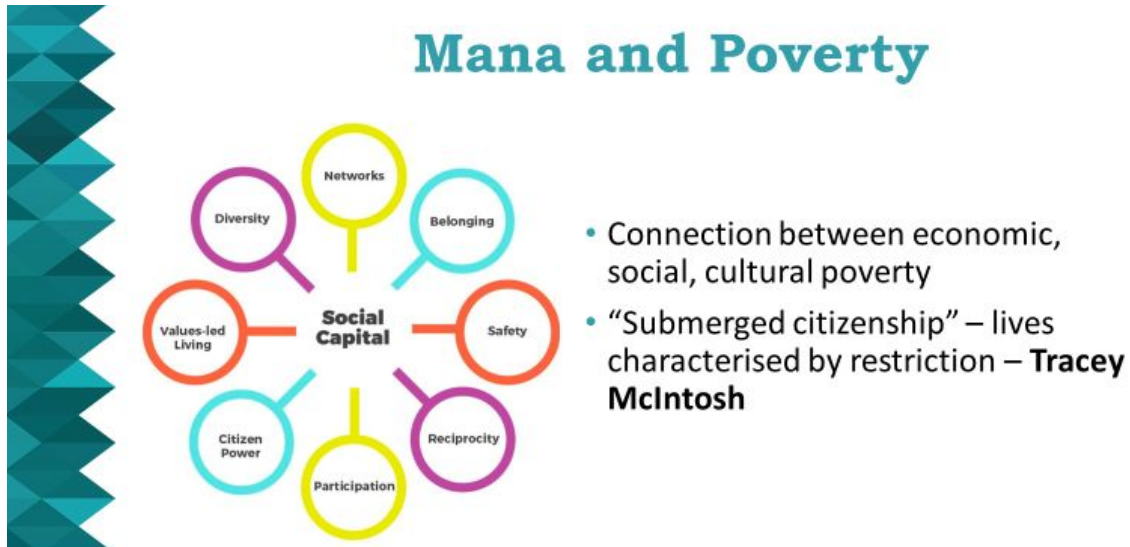 Mana and Poverty
Networks
Belonging
Diversity
Values-led
Living
Social
Capital
Safety
Citizen
Power
Reciprocity
Participation
• Connection between economic,
social, cultural poverty
• “Submerged citizenship” – lives
characterised by restriction – Tracey
McIntosh